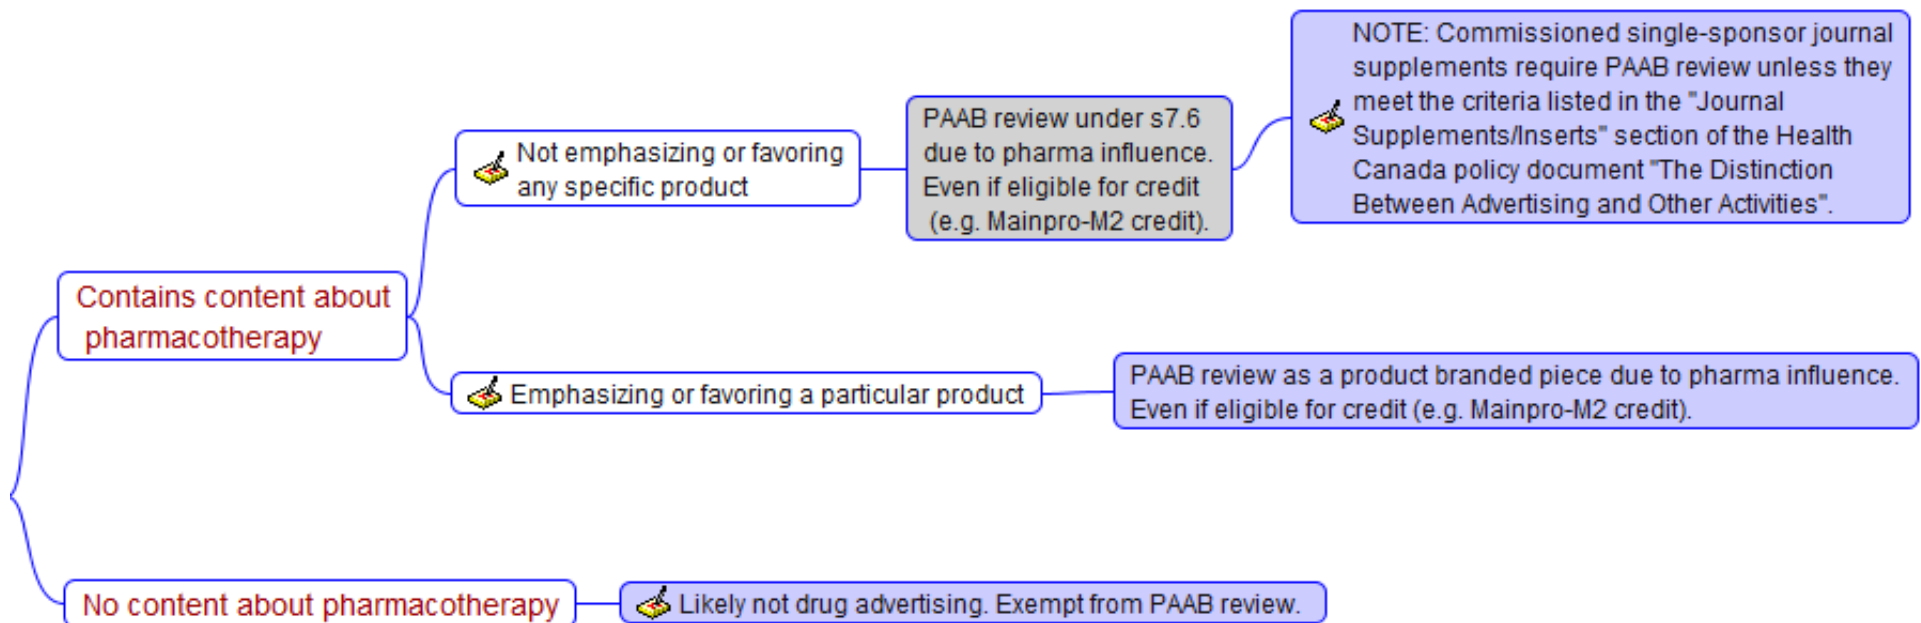 Contains content about
pharmacotherapy
Not emphasizing or favoring
any specific product
PAAB review under s7.6
due to pharma influence.
Even if eligible for credit
(e.g. Mainpro-M2 credit).
NOTE: Commissioned single-sponsor journal
supplements require PAAB review unless they
meet the criteria listed in the "Journal
Supplements/Inserts" section of the Health
Canada policy document "The Distinction
Between Advertising and Other Activities".
Emphasizing or favoring a particular product
PAAB review as a product branded piece due to pharma influence.
Even if eligible for credit (e.g. Mainpro-M2 credit).
No content about pharmacotherapy
Likely not drug advertising. Exempt from PAAB review.